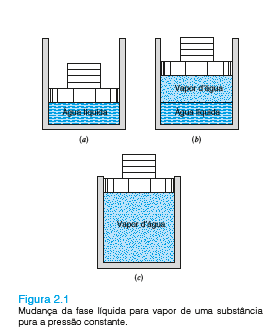 Água líquida
Vapor d'água
Água líquida
(a)
(b)
Vapor d'água
(c)
Figura 2.1
Mudança da fase líquida para vapor de uma substância
pura a pressão constante.